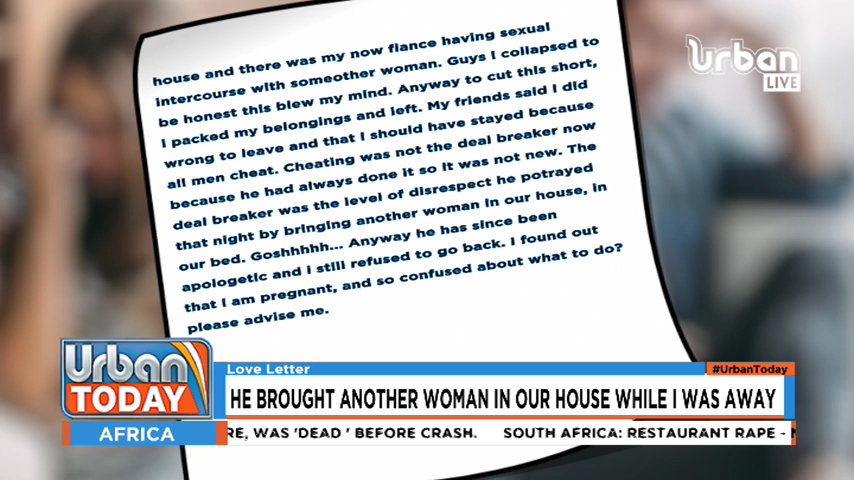 Urban
LIVE
house and there was my now fiance having sexual
intercourse with someother woman. Guys I collapsed to
be honest this blew my mind. Anyway to cut this short,
I packed my belongings and left. My friends said I did
wrong to leave and that I should have stayed because
all men cheat. Cheating was not the deal breaker now
because he had always done it so it was not new. The
deal breaker was the level of disrespect he potrayed
that night by bringing another woman in our house, in
our bed. Goshhhhh... Anyway he has since been
apologetic and I still refused to go back. I found out
that I am pregnant, and so confused about what to do?
please advise me.
Urban
TODAY
AFRICA
Love Letter
#UrbanToday
HE BROUGHT ANOTHER WOMAN IN OUR HOUSE WHILE I WAS AWAY
RE, WAS 'DEAD ' BEFORE CRASH. SOUTH AFRICA: RESTAURANT RAPE -